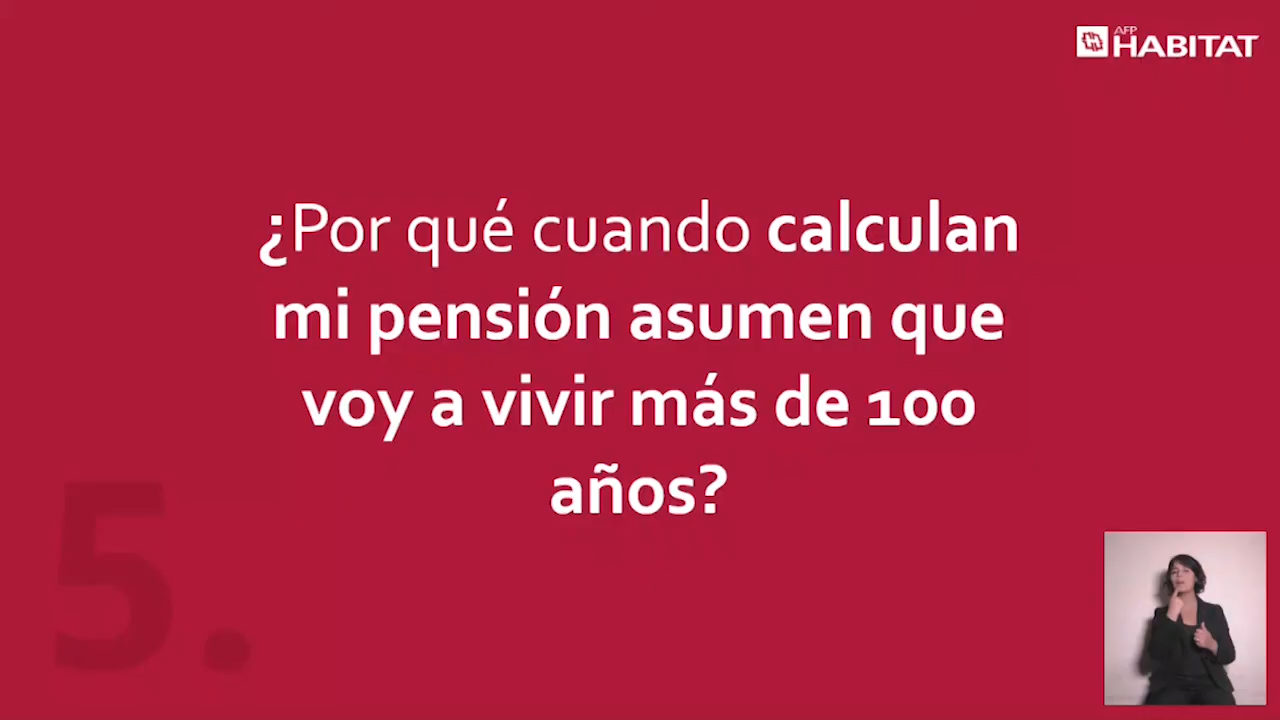 AFP
HABITAT
¿Por qué cuando calculan
mi pensión asumen que
voy a vivir más de 100
años?
5.